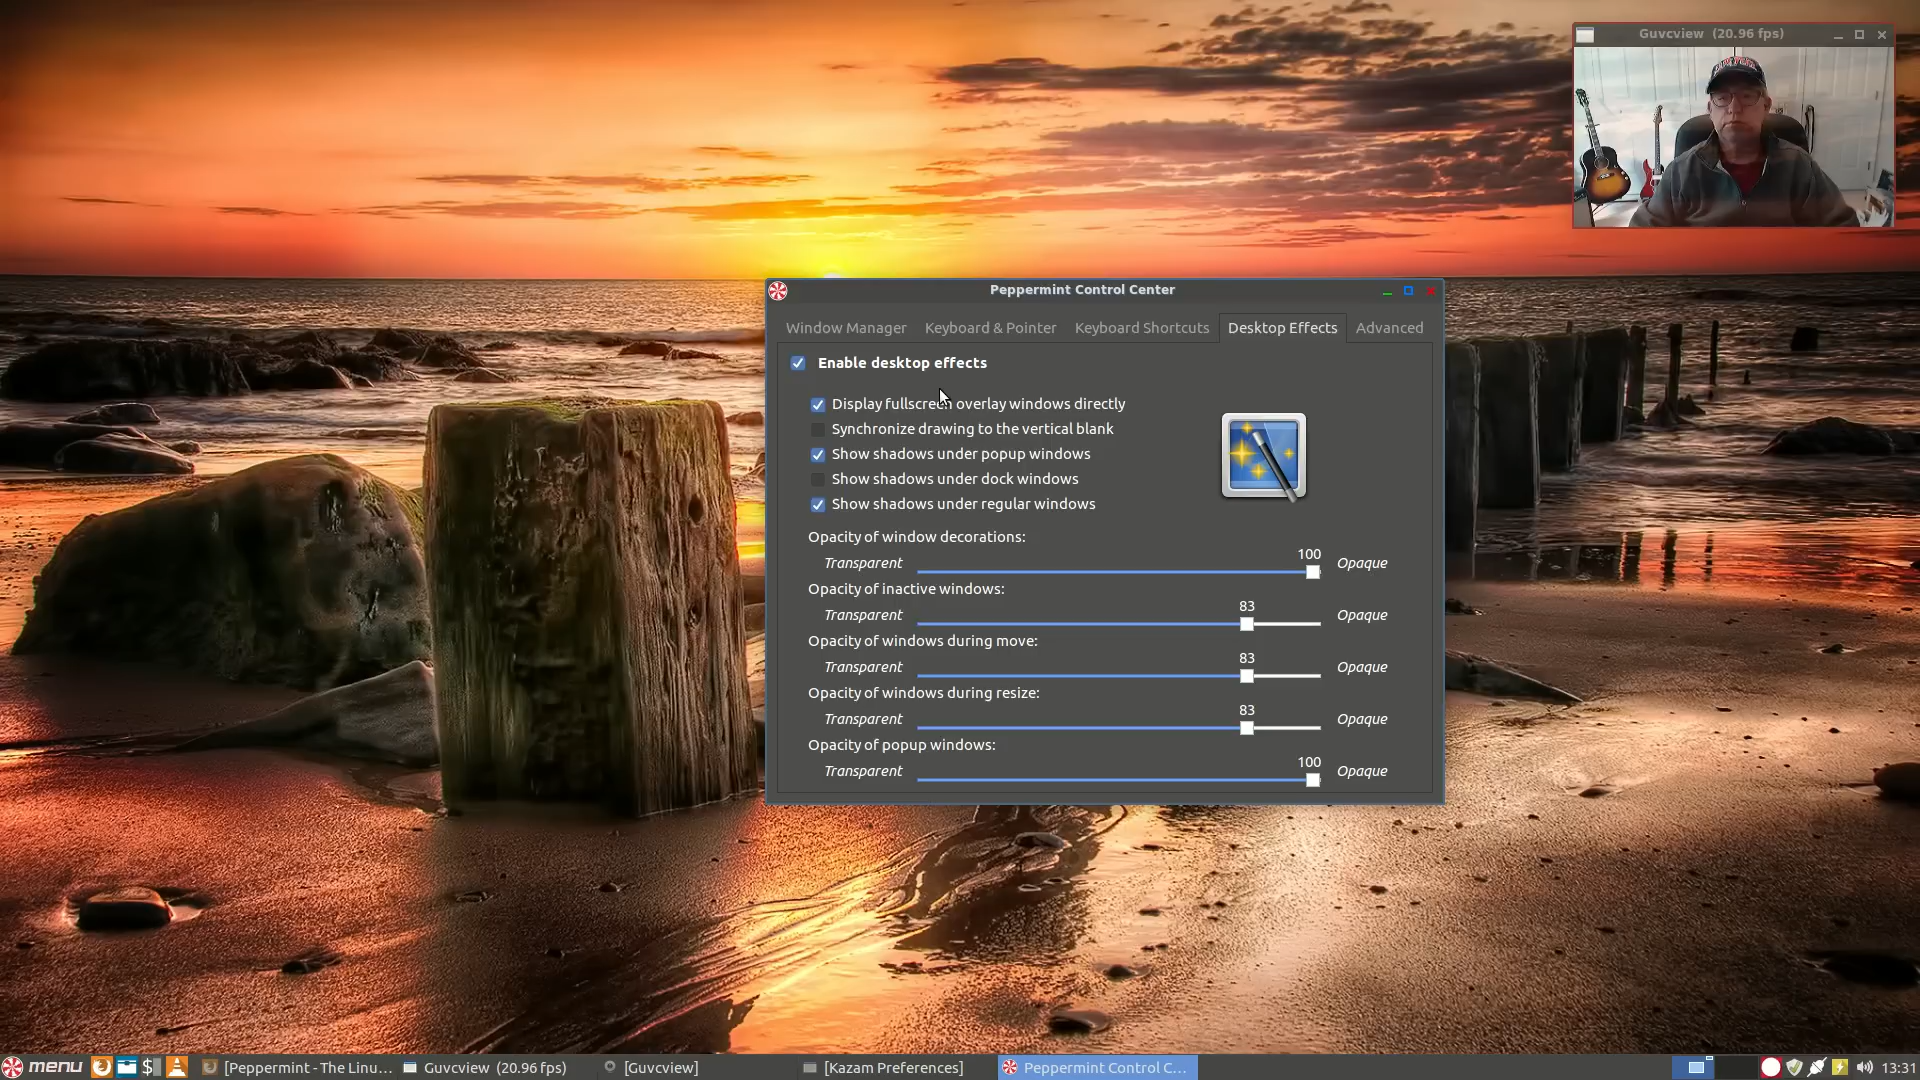 Guvcview (20.96 fps)
Peppermint Control Center
Window Manager Keyboard & Pointer Keyboard Shortcuts Desktop Effects Advanced
Enable desktop effects
Display fullscreen overlay windows directly
Synchronize drawing to the vertical blank
Show shadows under popup windows
Show shadows under dock windows
Show shadows under regular windows
Opacity of window decorations:
100
Transparent Opaque
Opacity of inactive windows:
83
Transparent Opaque
Opacity of windows during move:
83
Transparent Opaque
Opacity of windows during resize:
83
Transparent Opaque
Opacity of popup windows:
100
Transparent Opaque
menu $ [Peppermint - The Linu... Guvcview (20.96 fps) [Guvcview] [Kazam Preferences] Peppermint Control C... 13:31